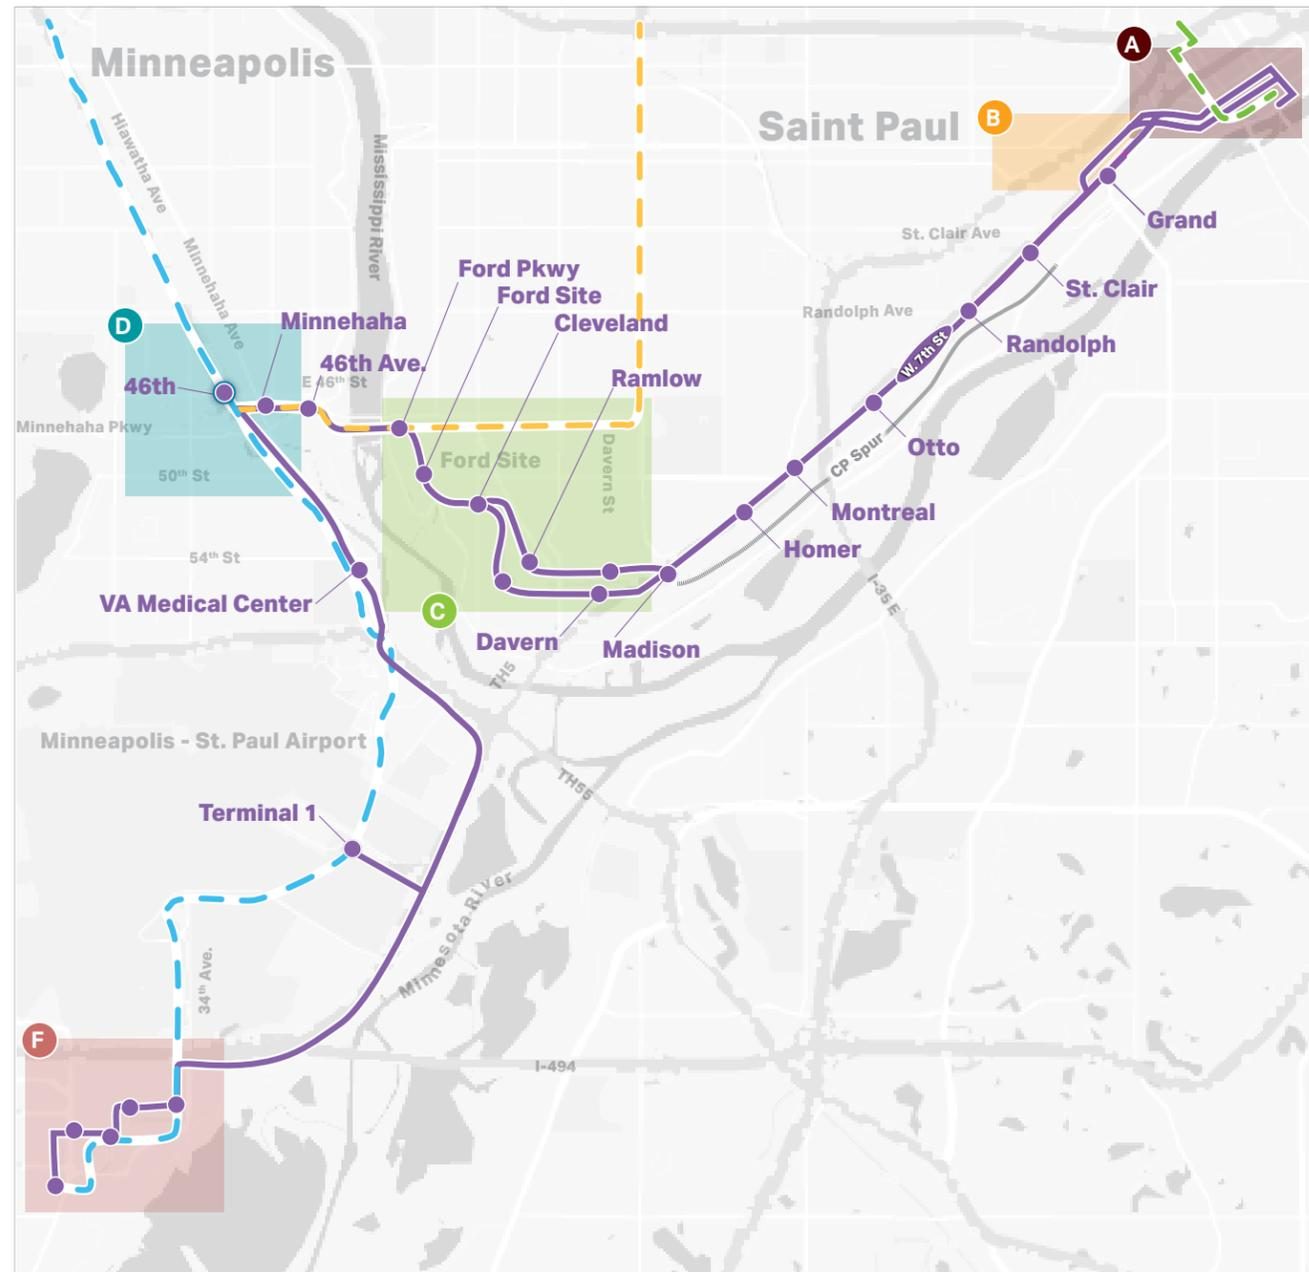 A
Minneapolis
B
Saint Paul
Hiawatha Ave
Mississippi River
Grand
St. Clair Ave
Minnehaha Ave
Ford Pkwy
Ford Site
St. Clair
Randolph Ave
Cleveland
D
Minnehaha
Randolph
W. 7th St
46th Ave.
Ramlow
46th
E 46th St
Minnehaha Pkwy
Otto
CP Spur
Ford Site
Davern St
50th St
Montreal
Homer
54th St
I-35 E
VA Medical Center
C
Davern
Madison
TH5
Minneapolis - St. Paul Airport
TH55
Terminal 1
Minnesota River
34th Ave.
F
I-494